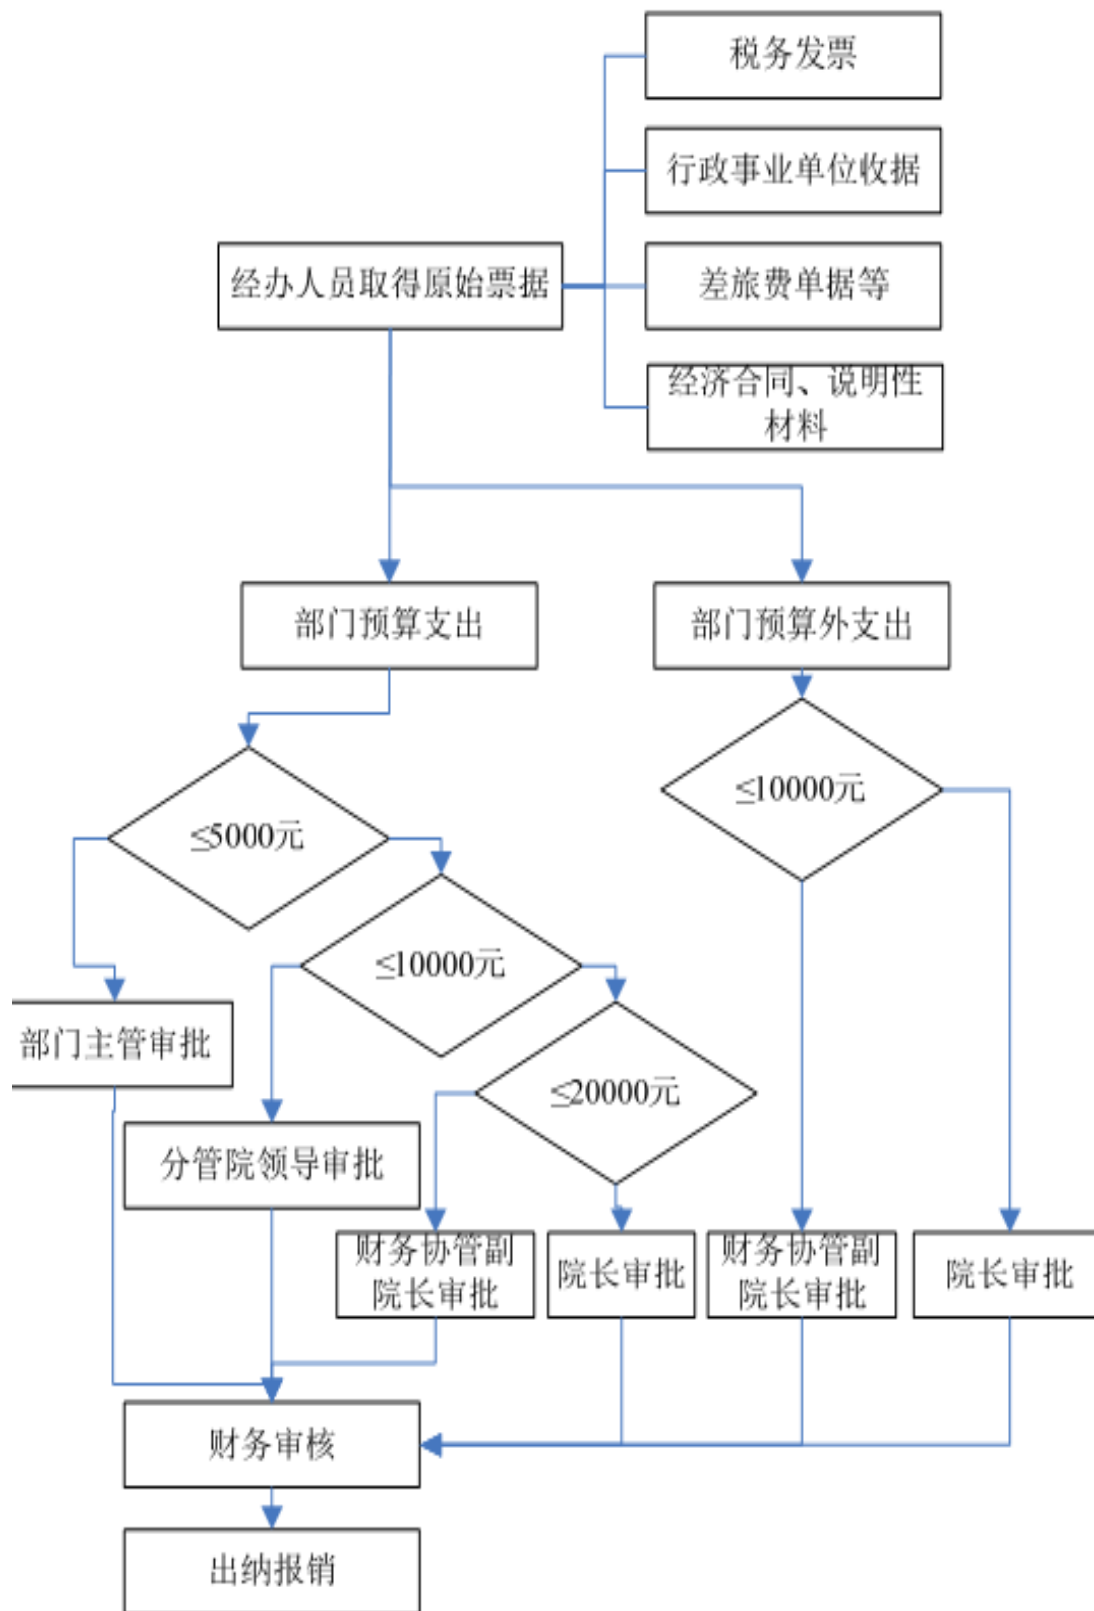 税务发票
行政事业单位收据
经办人员取得原始票据
差旅费单据等
经济合同、说明性
材料
部门预算支出
部门预算外支出
≤10000元
≤5000元
≤10000元
部门主管审批
≤20000元
分管院领导审批
财务协管副
院长审批
院长审批
财务协管副
院长审批
院长审批
财务审核
出纳报销